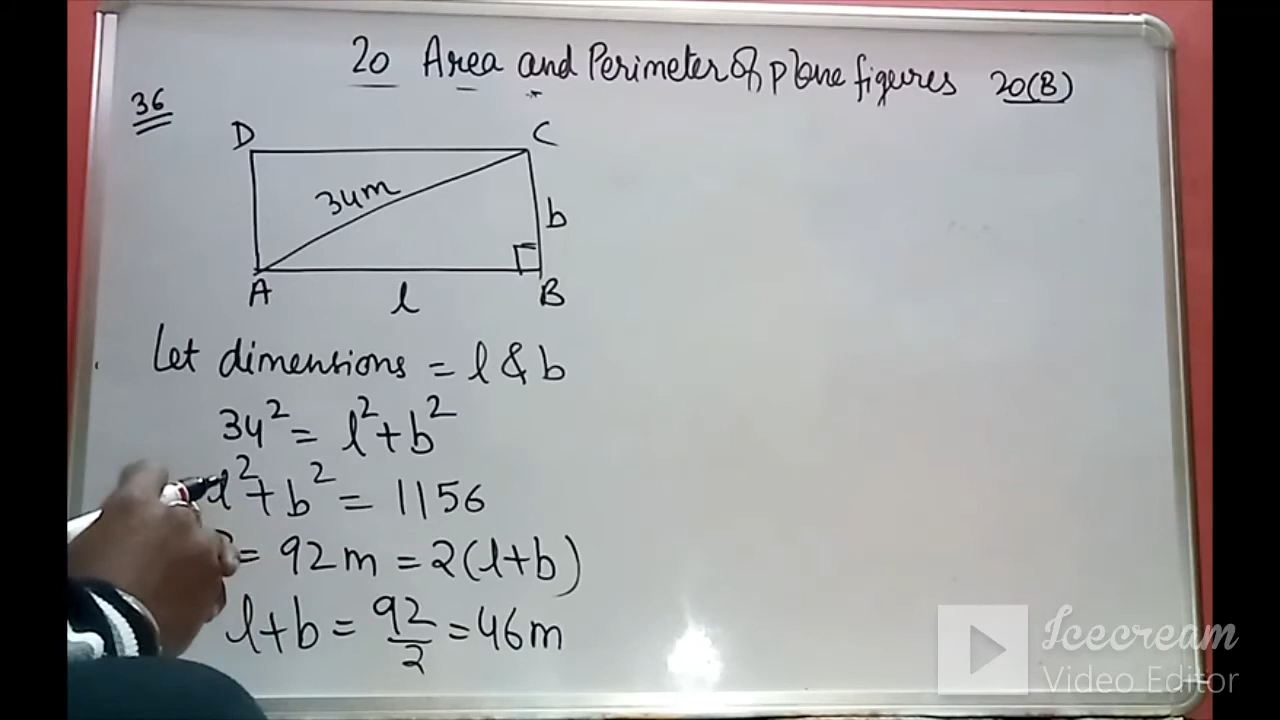 20 Area and Perimeter Of plane figures 20(B)
36
D C
34m
b
A l B
Let dimensions = l & b
34² = l² + b²
l² + b² = 1156
= 92m = 2(l+b)
l+b = 92/2 = 46m
Icecream
Video Editor